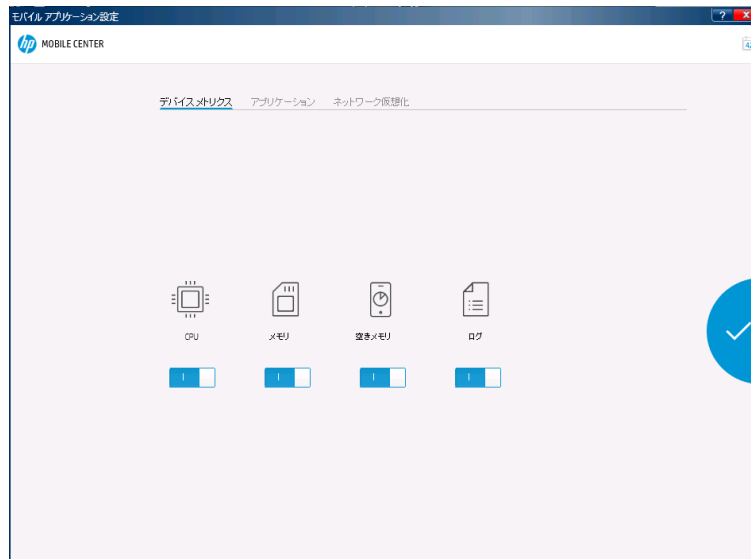 モバイル アプリケーション設定
?
hp MOBILE CENTER
デバイス メトリクス アプリケーション ネットワーク仮想化
CPU メモリ 空きメモリ ログ